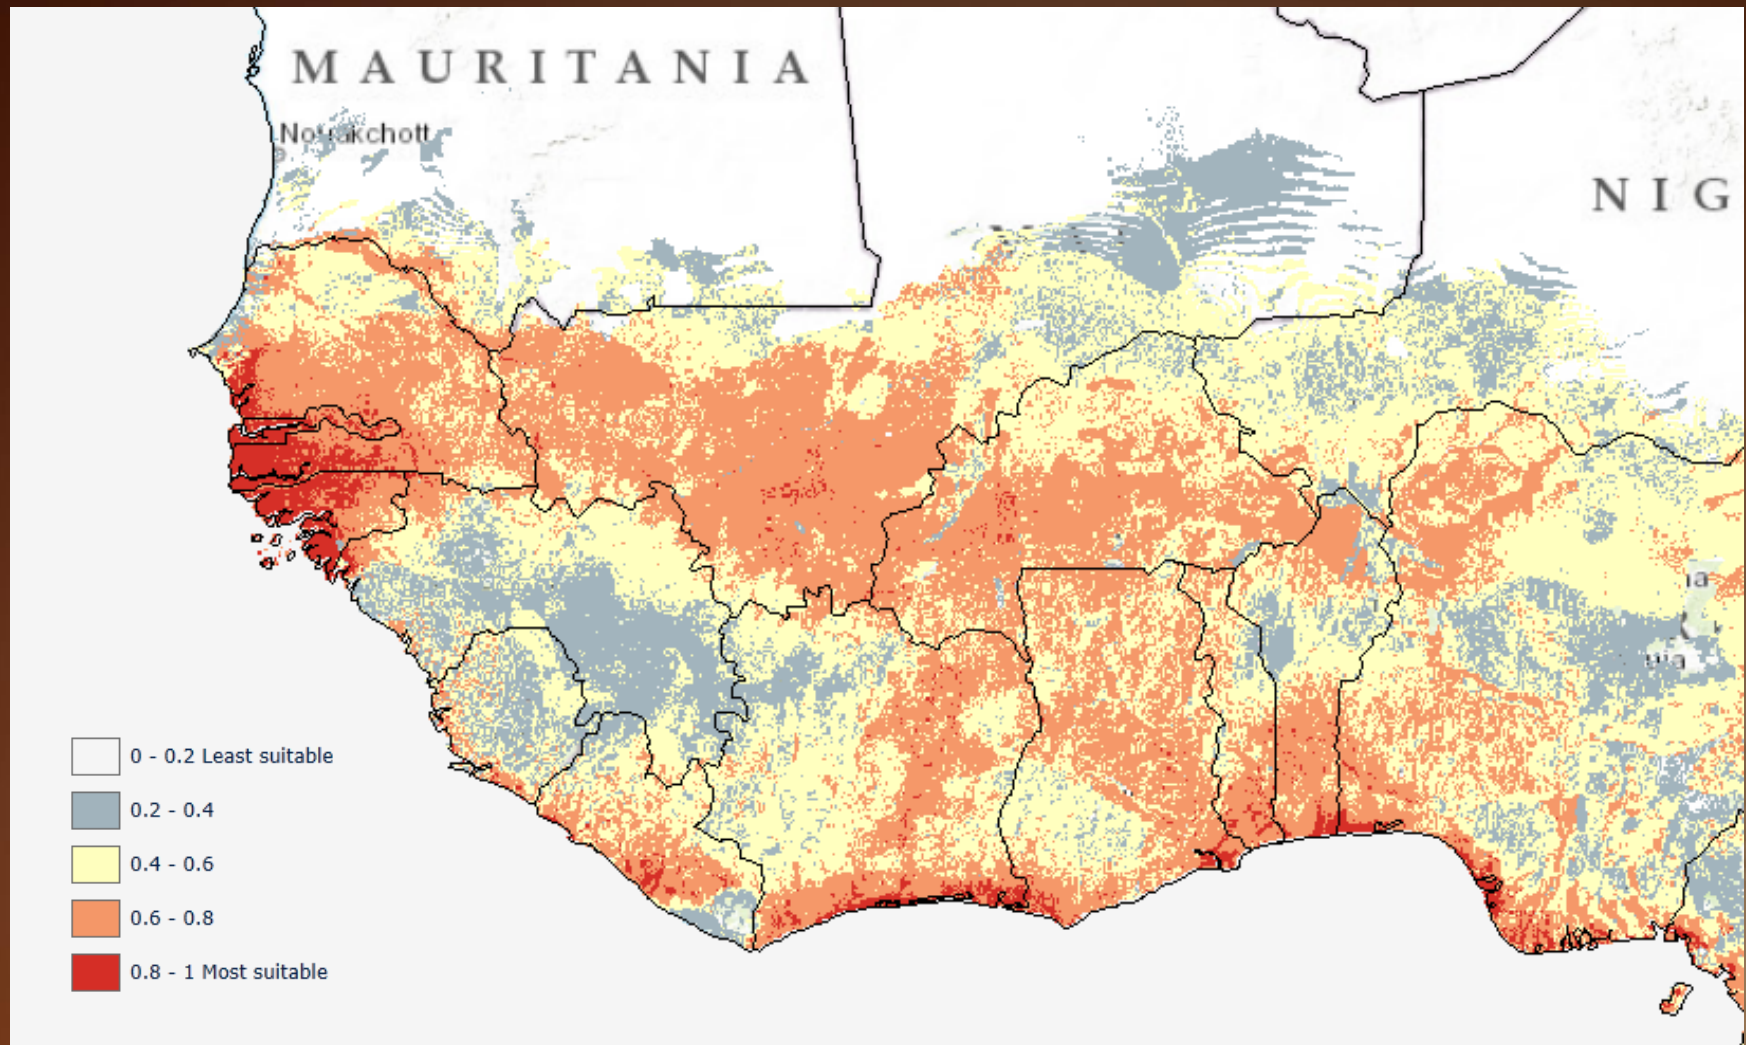 MAURITANIA
Nouakchott
NIG
0 - 0.2 Least suitable
0.2 - 0.4
0.4 - 0.6
0.6 - 0.8
0.8 - 1 Most suitable